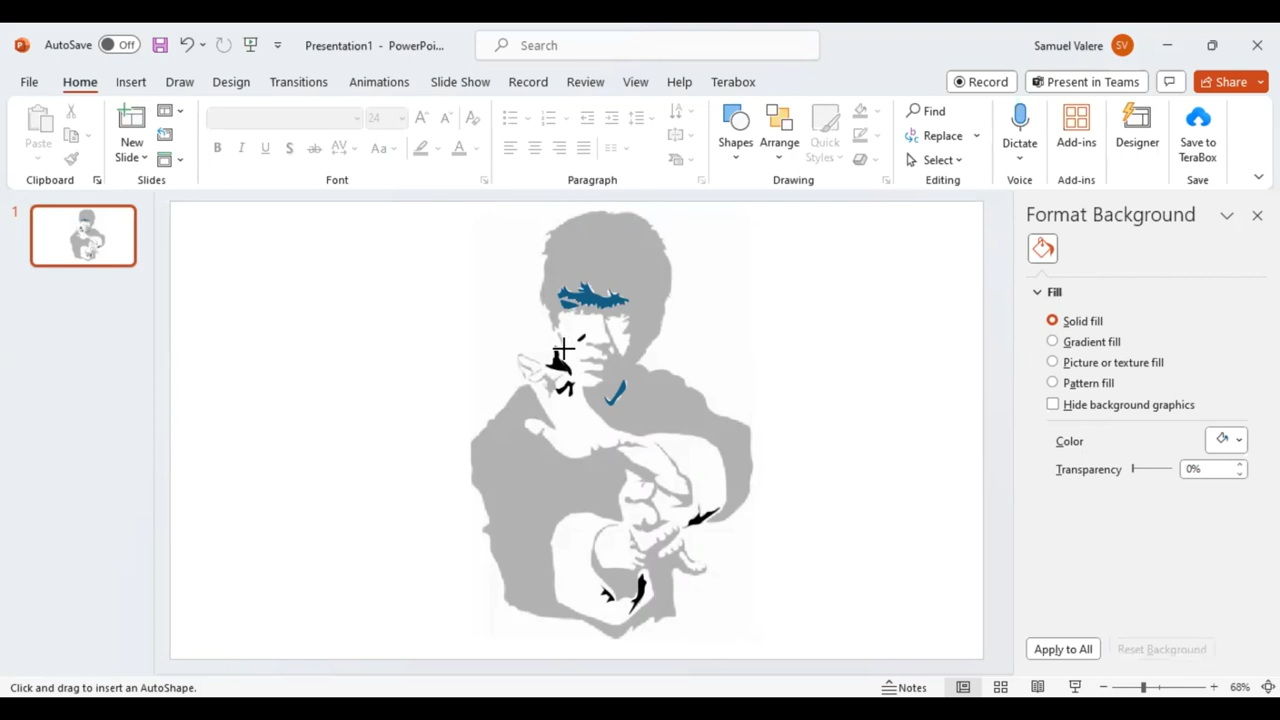 AutoSave Off Presentation1 - PowerPoi... Search Samuel Valere SV
File Home Insert Draw Design Transitions Animations Slide Show Record Review View Help Terabox Record Present in Teams Share
Paste New Slide 24 B I U S ab AV Aa A Shapes Arrange Quick Styles Find Replace Select Dictate Add-ins Designer Save to TeraBox
Clipboard Slides Font Paragraph Drawing Editing Voice Add-ins Save
1
Format Background
Fill
Solid fill
Gradient fill
Picture or texture fill
Pattern fill
Hide background graphics
Color
Transparency 0%
Apply to All Reset Background
Click and drag to insert an AutoShape. Notes 68%